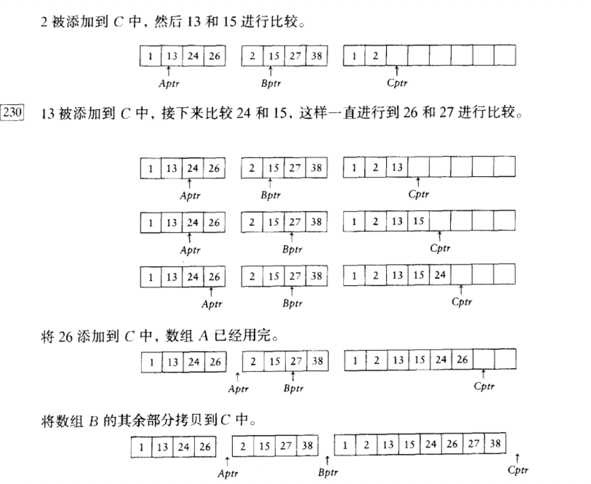 2 被添加到 C 中，然后 13 和 15 进行比较。
1 13 24 26 2 15 27 38 1 2
Aptr Bptr Cptr
230 13 被添加到 C 中，接下来比较 24 和 15，这样一直进行到 26 和 27 进行比较。
1 13 24 26 2 15 27 38 1 2 13
Aptr Bptr Cptr
1 13 24 26 2 15 27 38 1 2 13 15
Aptr Bptr Cptr
1 13 24 26 2 15 27 38 1 2 13 15 24
Aptr Bptr Cptr
将 26 添加到 C 中，数组 A 已经用完。
1 13 24 26 2 15 27 38 1 2 13 15 24 26
Aptr Bptr Cptr
将数组 B 的其余部分拷贝到 C 中。
1 13 24 26 2 15 27 38 1 2 13 15 24 26 27 38
Aptr Bptr Cptr